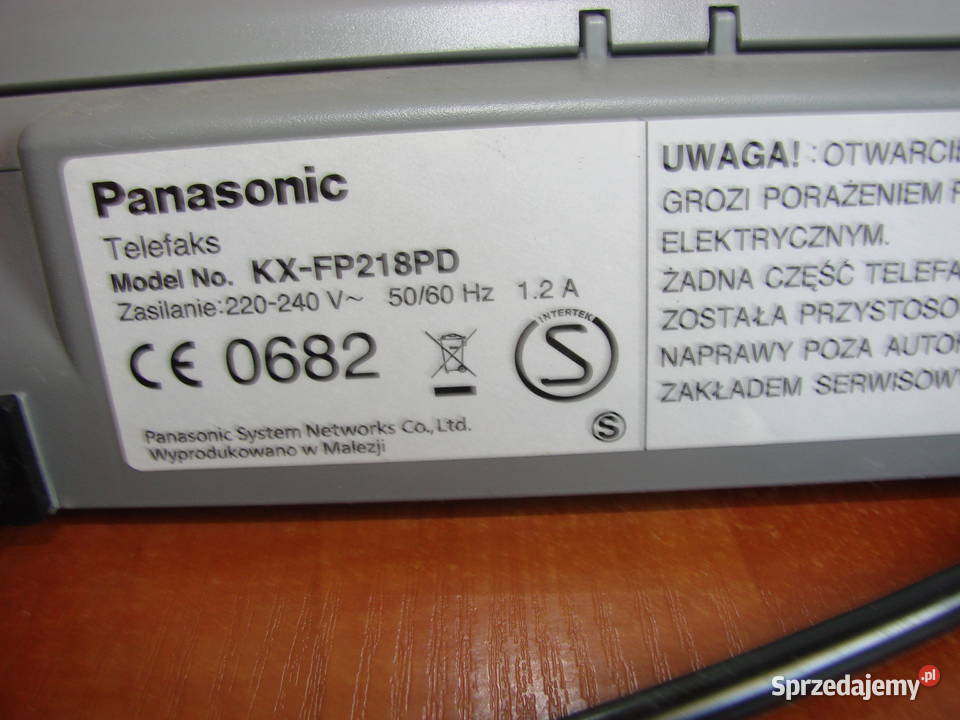 Panasonic
Telefaks
Model No. KX-FP218PD
Zasilanie:220-240 V~ 50/60 Hz 1.2 A
CE 0682
INTERTEK
S
S
Panasonic System Networks Co., Ltd.
Wyprodukowano w Malezji
UWAGA! : OTWARCIE
GROZI PORAŻENIEM
ELEKTRYCZNYM.
ŻADNA CZĘŚĆ TELEFA
ZOSTAŁA PRZYSTOSO
NAPRAWY POZA AUTO
ZAKŁADEM SERWISOW
Sprzedajemy.pl